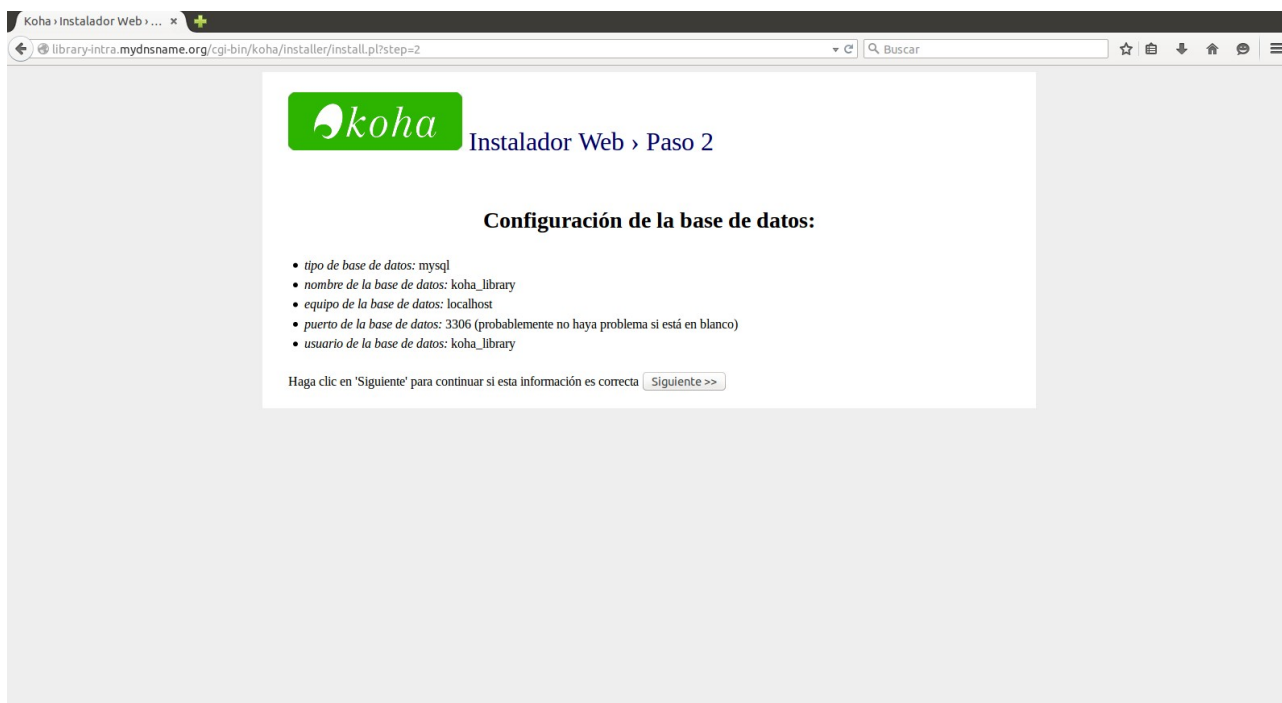 Koha › Instalador Web › ...
library-intra.mydnsname.org/cgi-bin/koha/installer/install.pl?step=2
Buscar
koha
Instalador Web › Paso 2
Configuración de la base de datos:
tipo de base de datos: mysql
nombre de la base de datos: koha_library
equipo de la base de datos: localhost
puerto de la base de datos: 3306 (probablemente no haya problema si está en blanco)
usuario de la base de datos: koha_library
Haga clic en 'Siguiente' para continuar si esta información es correcta Siguiente >>